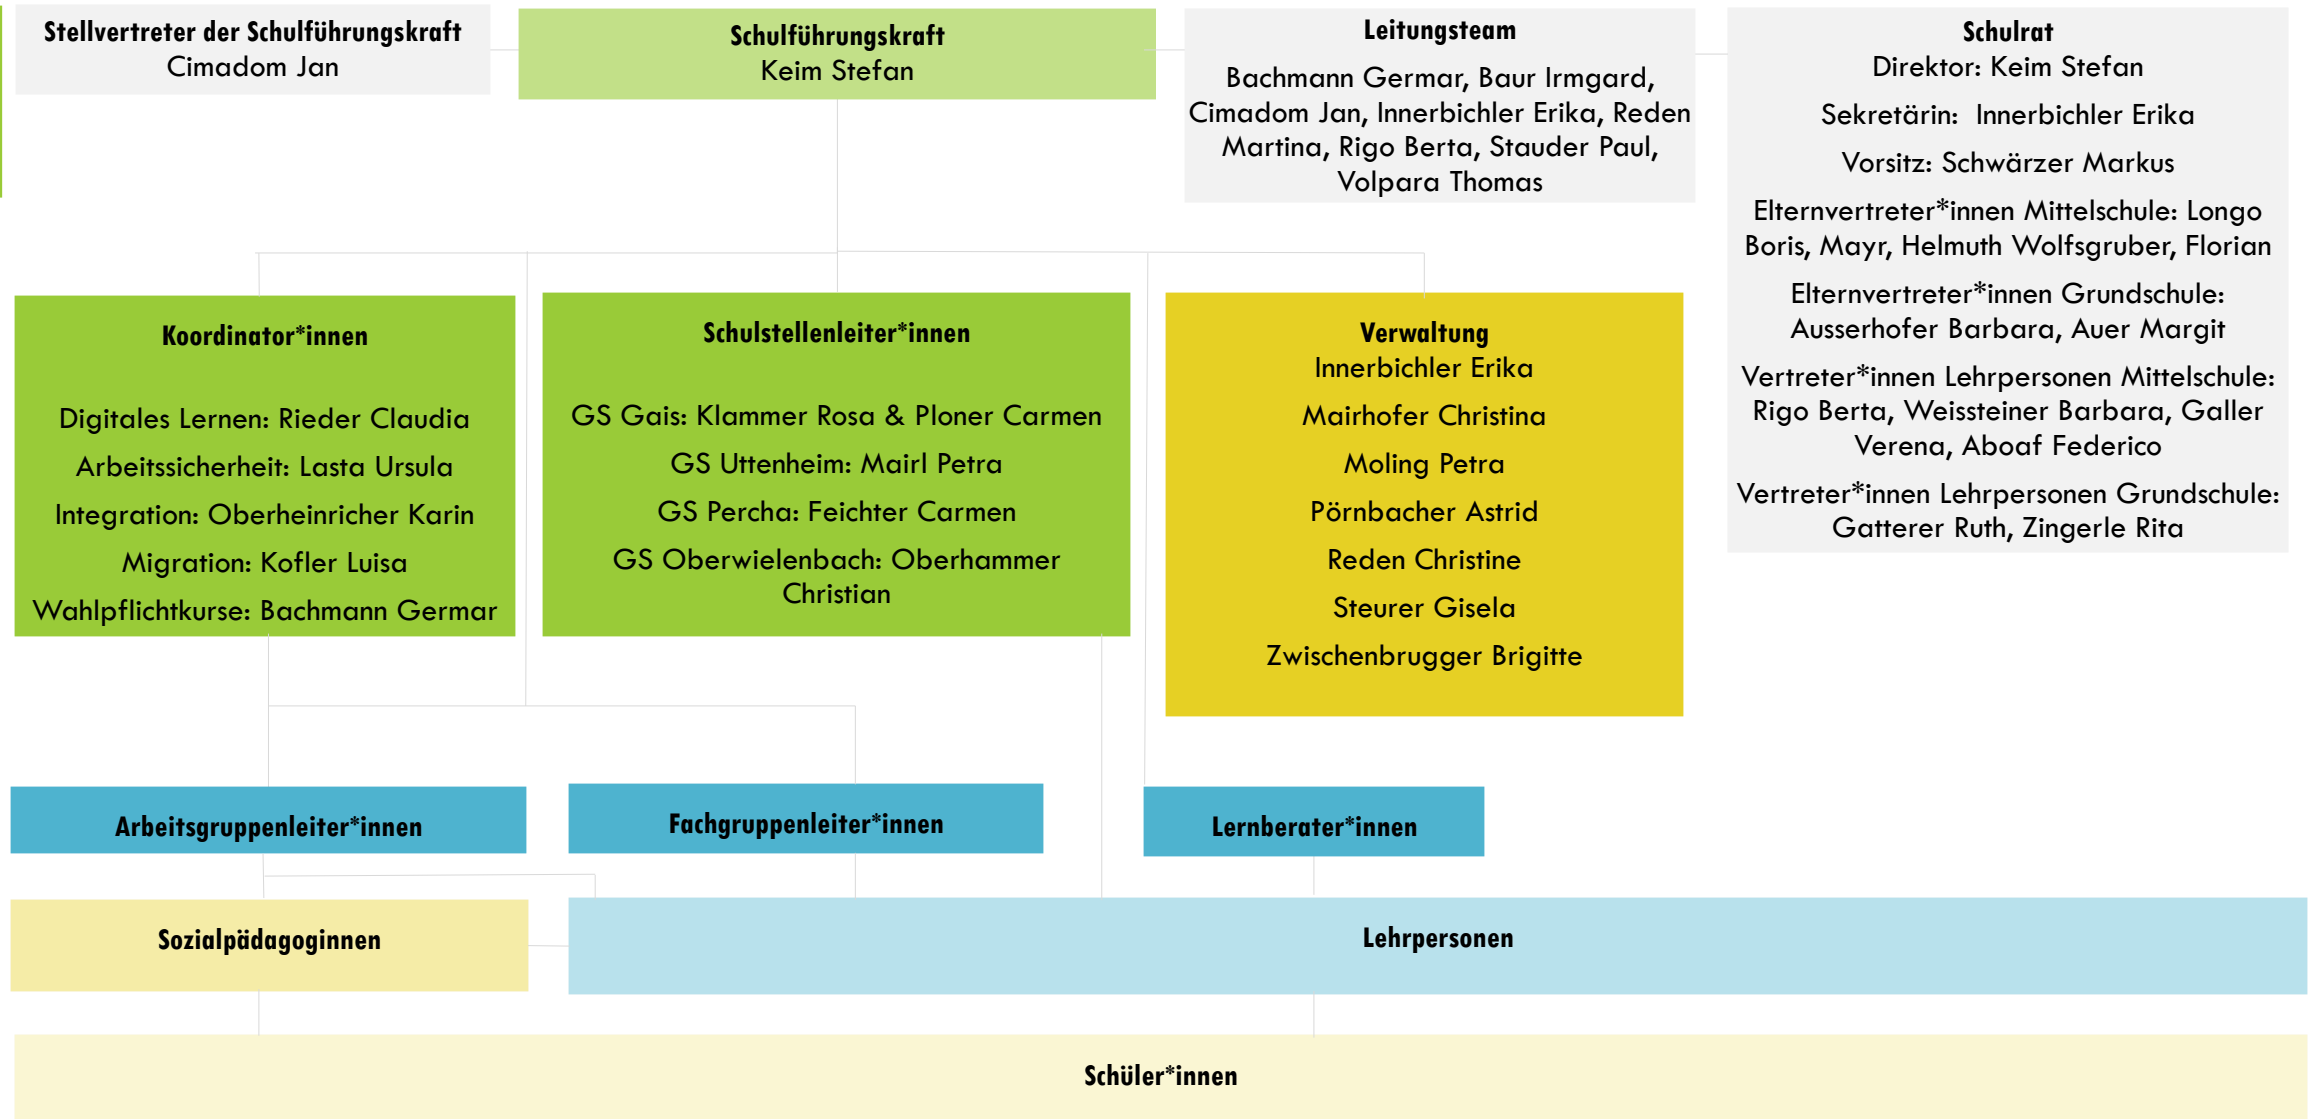 Stellvertreter der Schulführungskraft
Cimadom Jan
Schulführungskraft
Keim Stefan
Leitungsteam
Bachmann Germar, Baur Irmgard,
Cimadom Jan, Innerbichler Erika, Reden
Martina, Rigo Berta, Stauder Paul,
Volpara Thomas
Schulrat
Direktor: Keim Stefan
Sekretärin: Innerbichler Erika
Vorsitz: Schwärzer Markus
Elternvertreter*innen Mittelschule: Longo
Boris, Mayr, Helmuth Wolfsgruber, Florian
Elternvertreter*innen Grundschule:
Ausserhofer Barbara, Auer Margit
Vertreter*innen Lehrpersonen Mittelschule:
Rigo Berta, Weissteiner Barbara, Galler
Verena, Aboaf Federico
Vertreter*innen Lehrpersonen Grundschule:
Gatterer Ruth, Zingerle Rita
Koordinator*innen
Digitales Lernen: Rieder Claudia
Arbeitssicherheit: Lasta Ursula
Integration: Oberheinricher Karin
Migration: Kofler Luisa
Wahlpflichtkurse: Bachmann Germar
Schulstellenleiter*innen
GS Gais: Klammer Rosa & Ploner Carmen
GS Uttenheim: Mairl Petra
GS Percha: Feichter Carmen
GS Oberwielenbach: Oberhammer
Christian
Verwaltung
Innerbichler Erika
Mairhofer Christina
Moling Petra
Pörnbacher Astrid
Reden Christine
Steurer Gisela
Zwischenbrugger Brigitte
Arbeitsgruppenleiter*innen
Fachgruppenleiter*innen
Lernberater*innen
Sozialpädagoginnen
Lehrpersonen
Schüler*innen